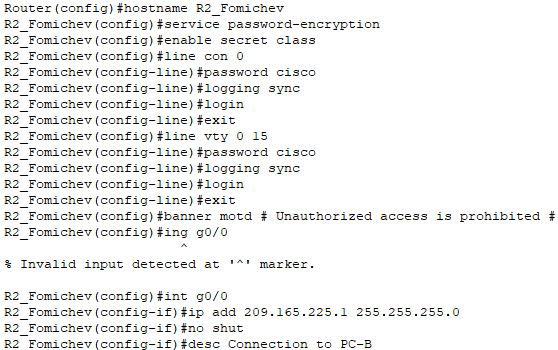 Router(config)#hostname R2_Fomichev
R2_Fomichev(config)#service password-encryption
R2_Fomichev(config)#enable secret class
R2_Fomichev(config)#line con 0
R2_Fomichev(config-line)#password cisco
R2_Fomichev(config-line)#logging sync
R2_Fomichev(config-line)#login
R2_Fomichev(config-line)#exit
R2_Fomichev(config)#line vty 0 15
R2_Fomichev(config-line)#password cisco
R2_Fomichev(config-line)#logging sync
R2_Fomichev(config-line)#login
R2_Fomichev(config-line)#exit
R2_Fomichev(config)#banner motd # Unauthorized access is prohibited #
R2_Fomichev(config)#ing g0/0
^
% Invalid input detected at '^' marker.
R2_Fomichev(config)#int g0/0
R2_Fomichev(config-if)#ip add 209.165.225.1 255.255.255.0
R2_Fomichev(config-if)#no shut
R2_Fomichev(config-if)#desc Connection to PC-B